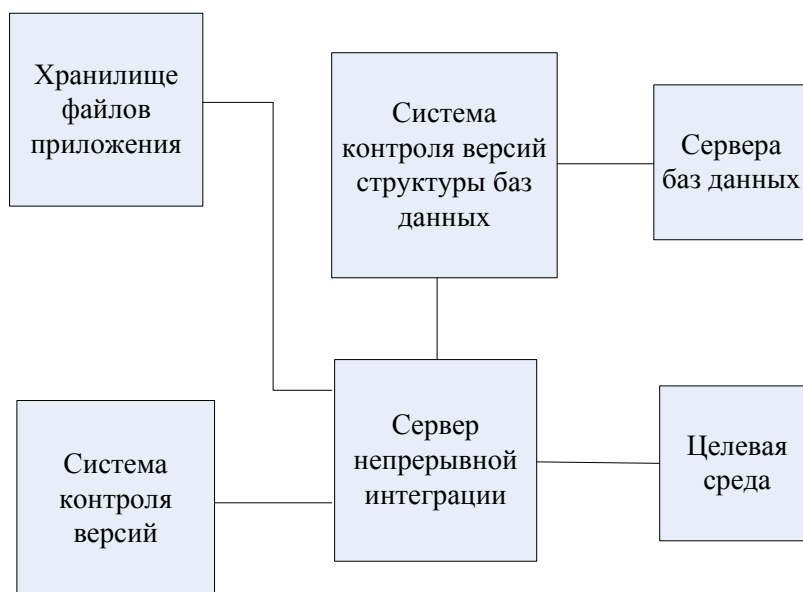 Хранилище
файлов
приложения
Система
контроля версий
структуры баз
данных
Сервера
баз данных
Система
контроля
версий
Сервер
непрерывной
интеграции
Целевая
среда